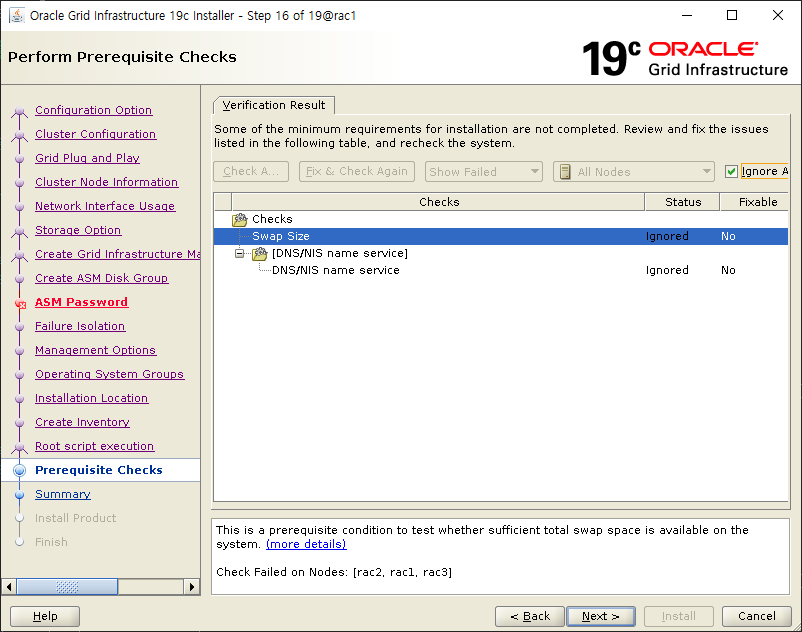 Oracle Grid Infrastructure 19c Installer - Step 16 of 19@rac1
Perform Prerequisite Checks
19c ORACLE
Grid Infrastructure
Configuration Option
Cluster Configuration
Grid Plug and Play
Cluster Node Information
Network Interface Usage
Storage Option
Create Grid Infrastructure Ma
Create ASM Disk Group
ASM Password
Failure Isolation
Management Options
Operating System Groups
Installation Location
Create Inventory
Root script execution
Prerequisite Checks
Summary
Install Product
Finish
Verification Result
Some of the minimum requirements for installation are not completed. Review and fix the issues
listed in the following table, and recheck the system.
Check A... Fix & Check Again Show Failed All Nodes Ignore A
Checks Status Fixable
Checks
Swap Size Ignored No
[DNS/NIS name service]
DNS/NIS name service Ignored No
This is a prerequisite condition to test whether sufficient total swap space is available on the
system. (more details)
Check Failed on Nodes: [rac2, rac1, rac3]
Help < Back Next > Install Cancel